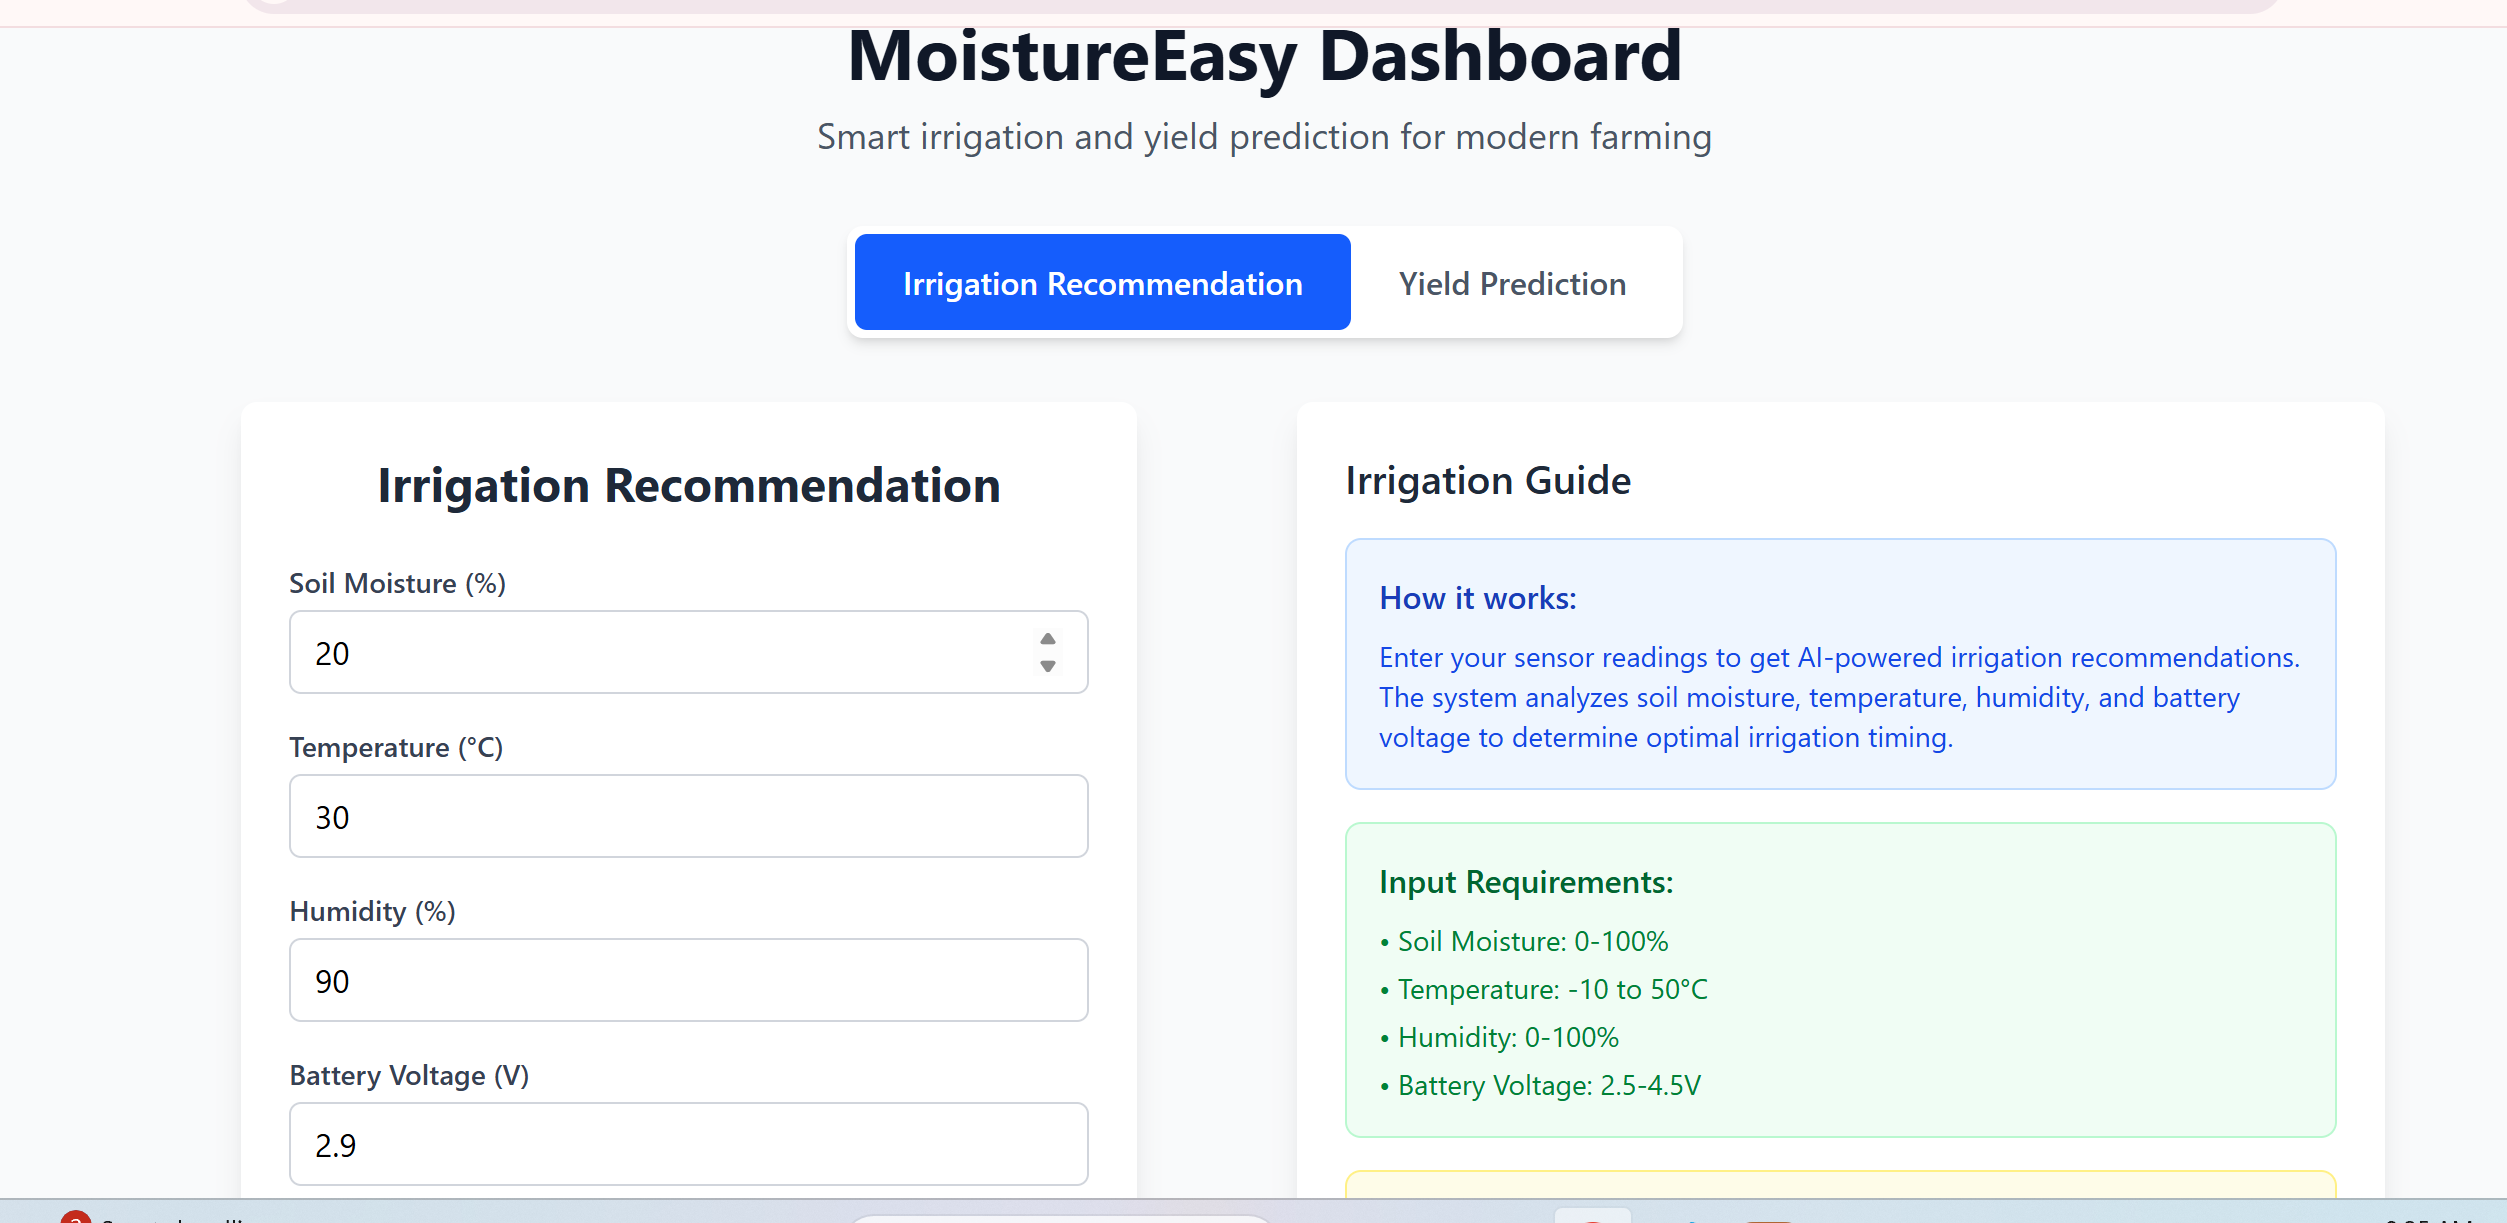 MoistureEasy Dashboard
Smart irrigation and yield prediction for modern farming
Irrigation Recommendation
Yield Prediction
Irrigation Recommendation
Soil Moisture (%)
20
Temperature (°C)
30
Humidity (%)
90
Battery Voltage (V)
2.9
Irrigation Guide
How it works:
Enter your sensor readings to get AI-powered irrigation recommendations.
The system analyzes soil moisture, temperature, humidity, and battery
voltage to determine optimal irrigation timing.
Input Requirements:
• Soil Moisture: 0-100%
• Temperature: -10 to 50°C
• Humidity: 0-100%
• Battery Voltage: 2.5-4.5V